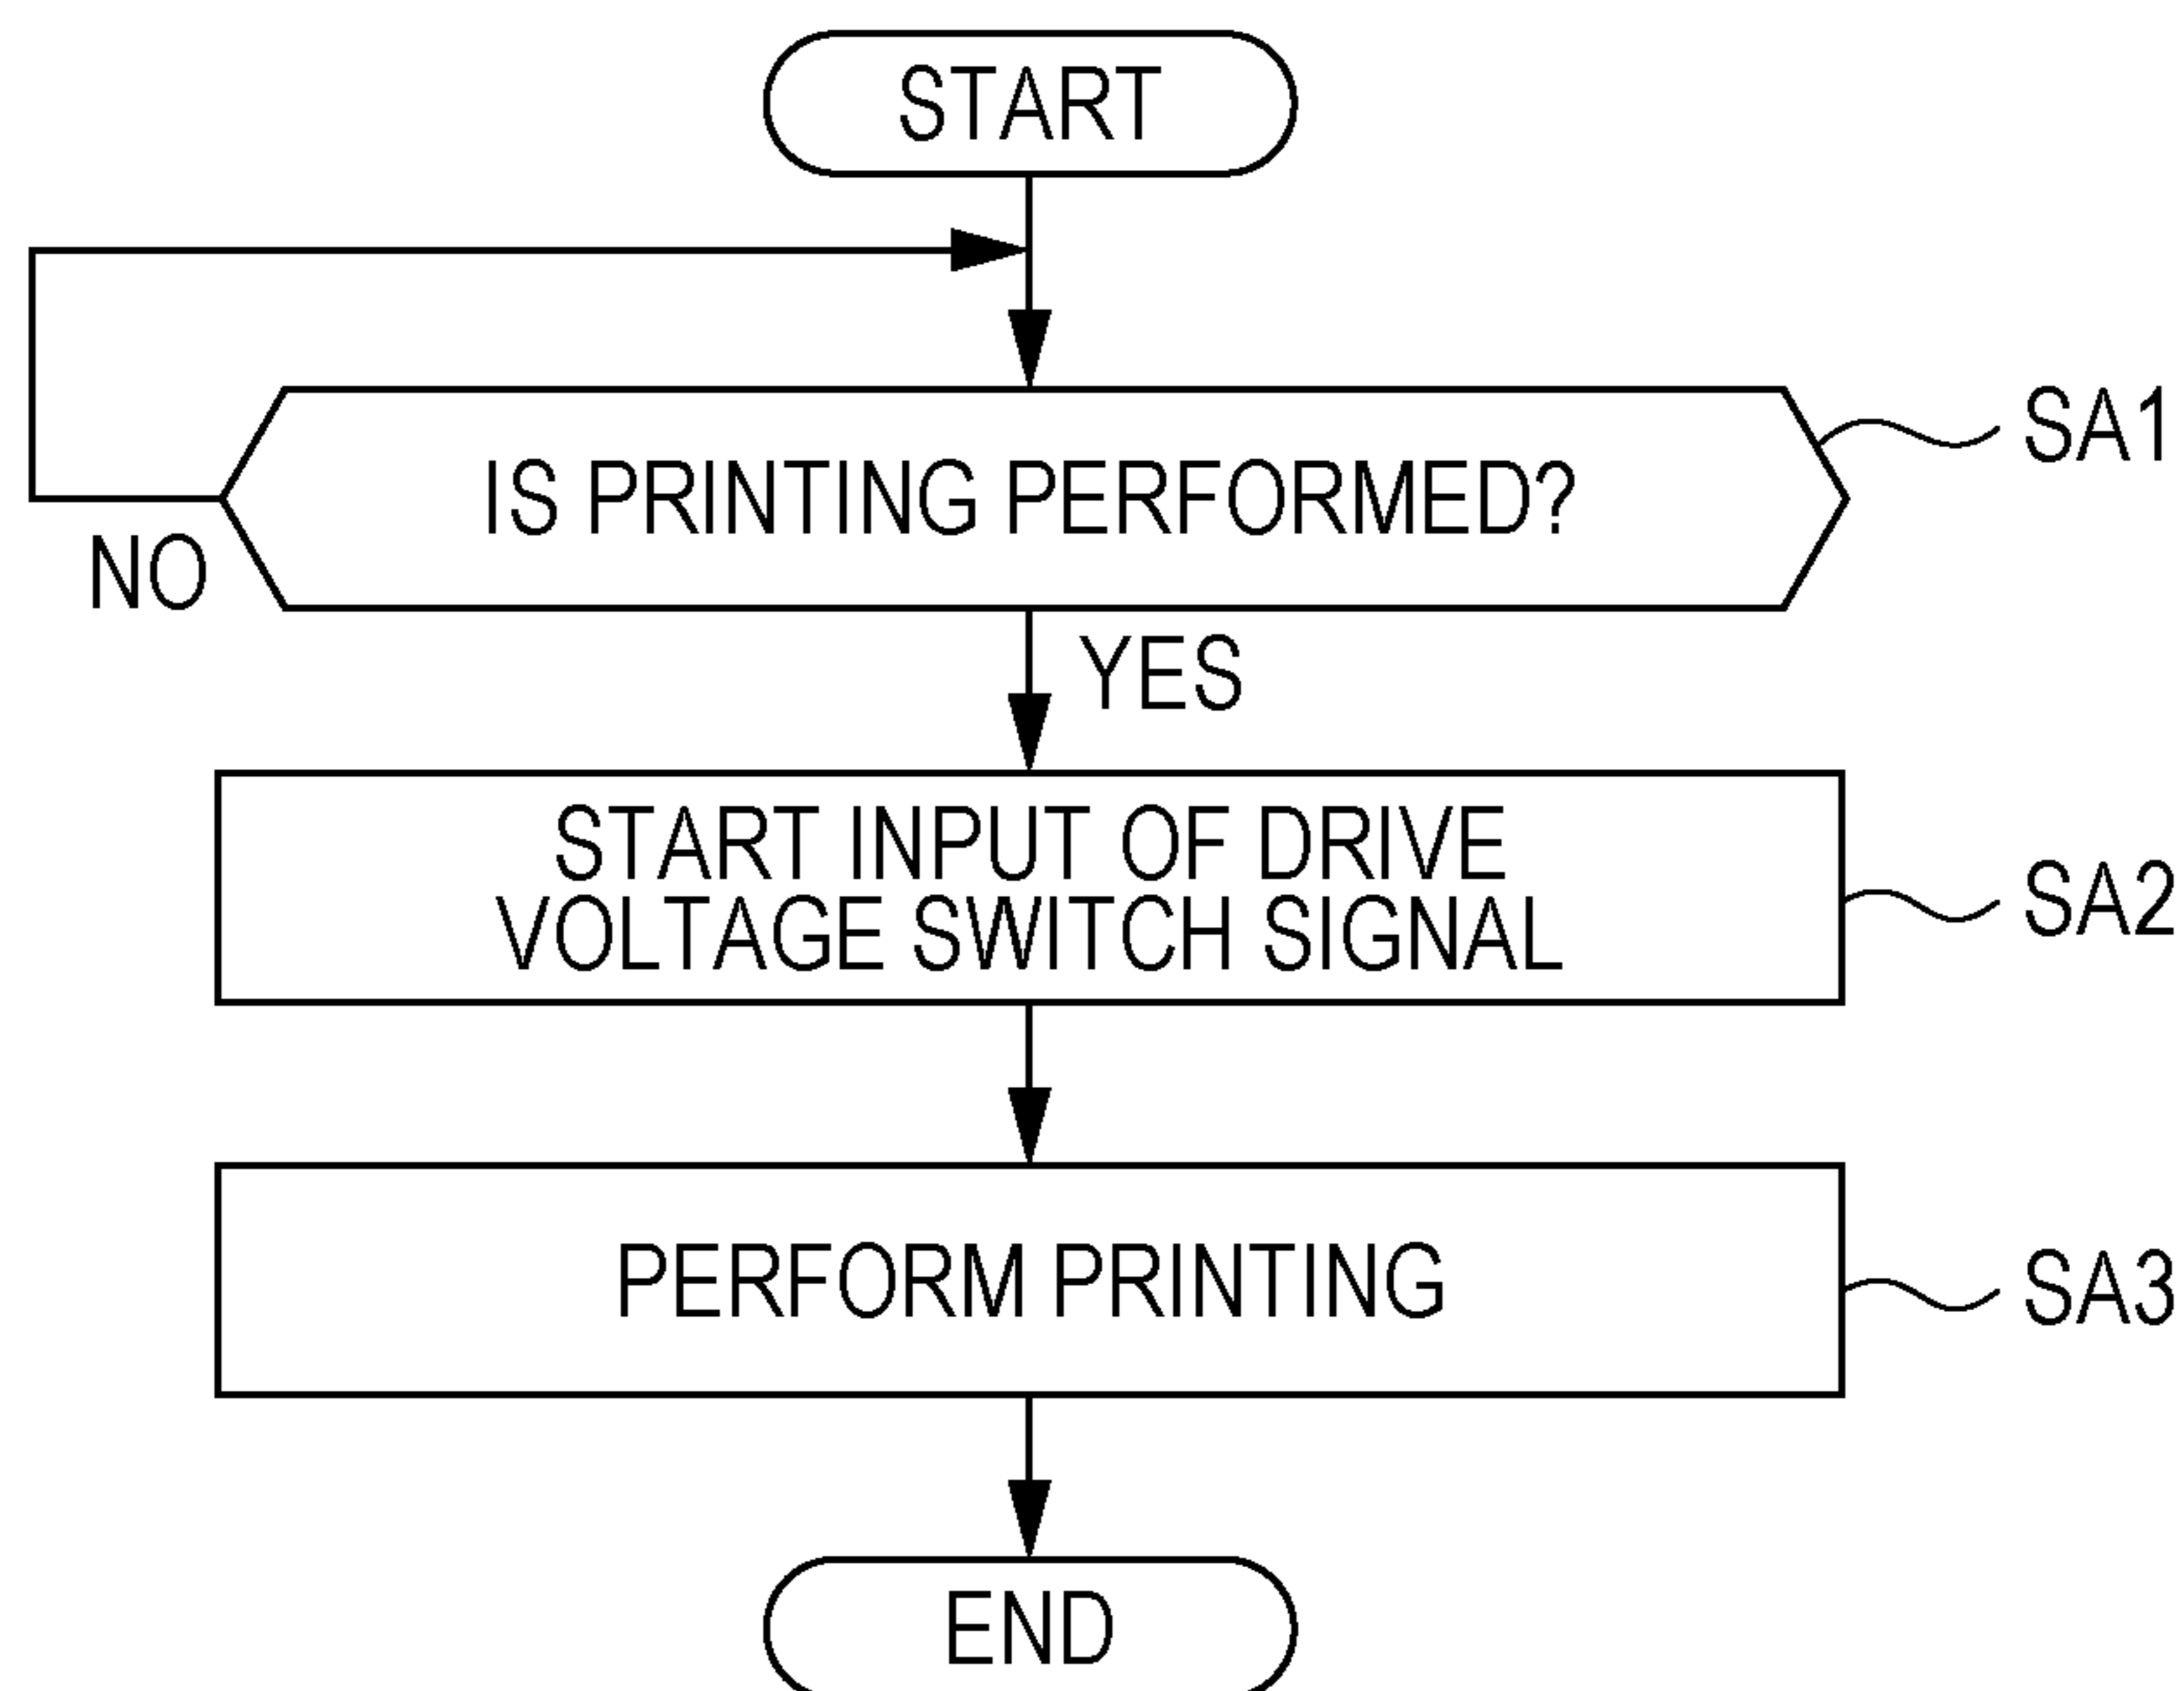 START
IS PRINTING PERFORMED?
SA1
NO
YES
START INPUT OF DRIVE
VOLTAGE SWITCH SIGNAL
SA2
PERFORM PRINTING
SA3
END